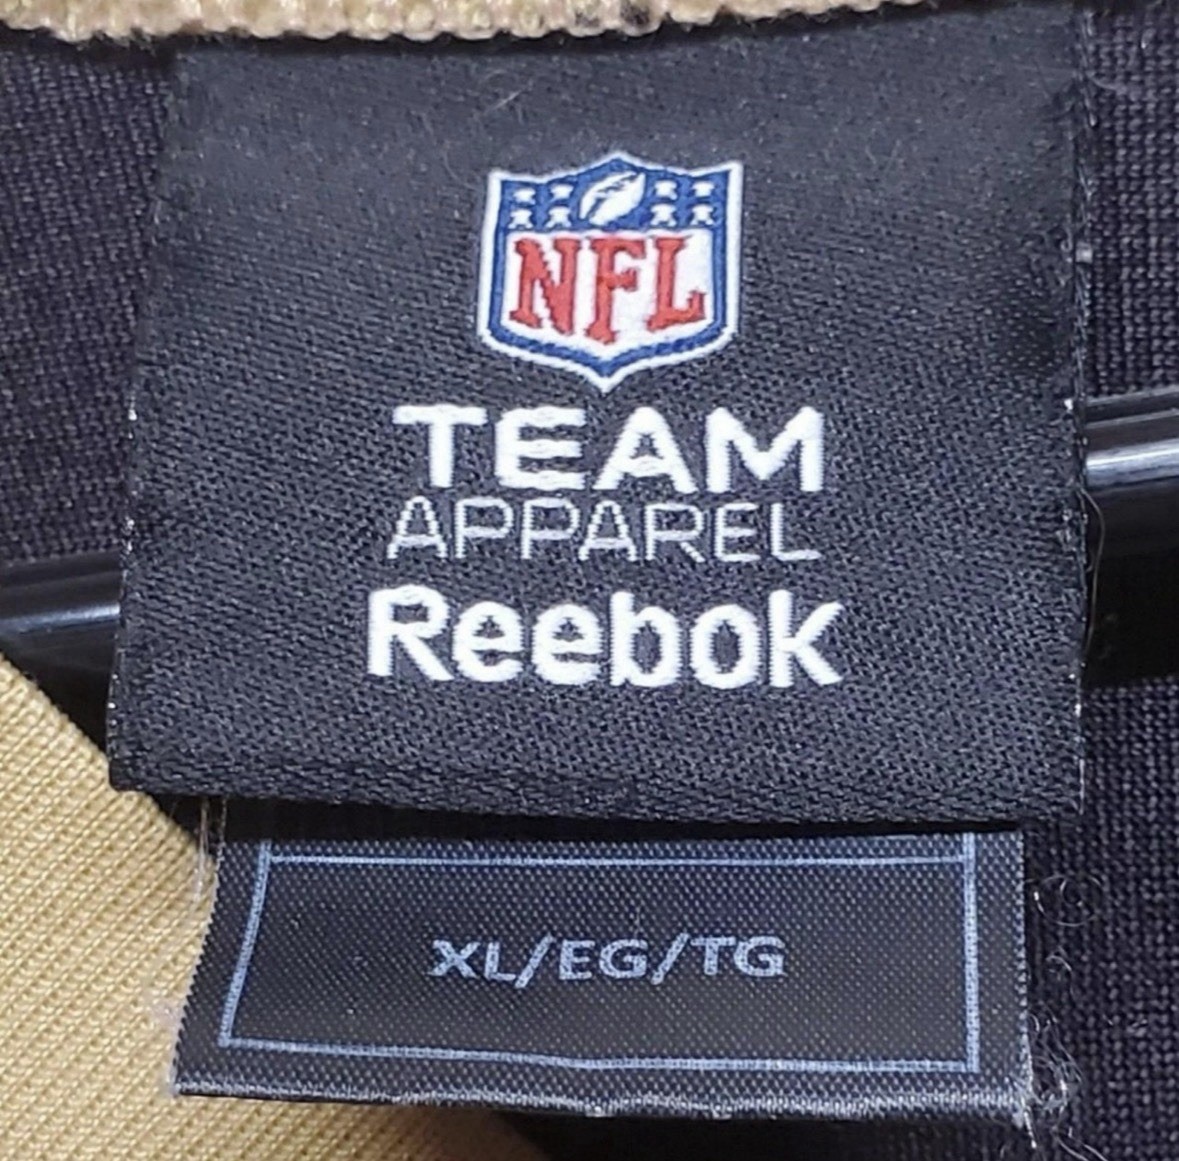 NFL
TEAM
APPAREL
Reebok
XL/EG/TG